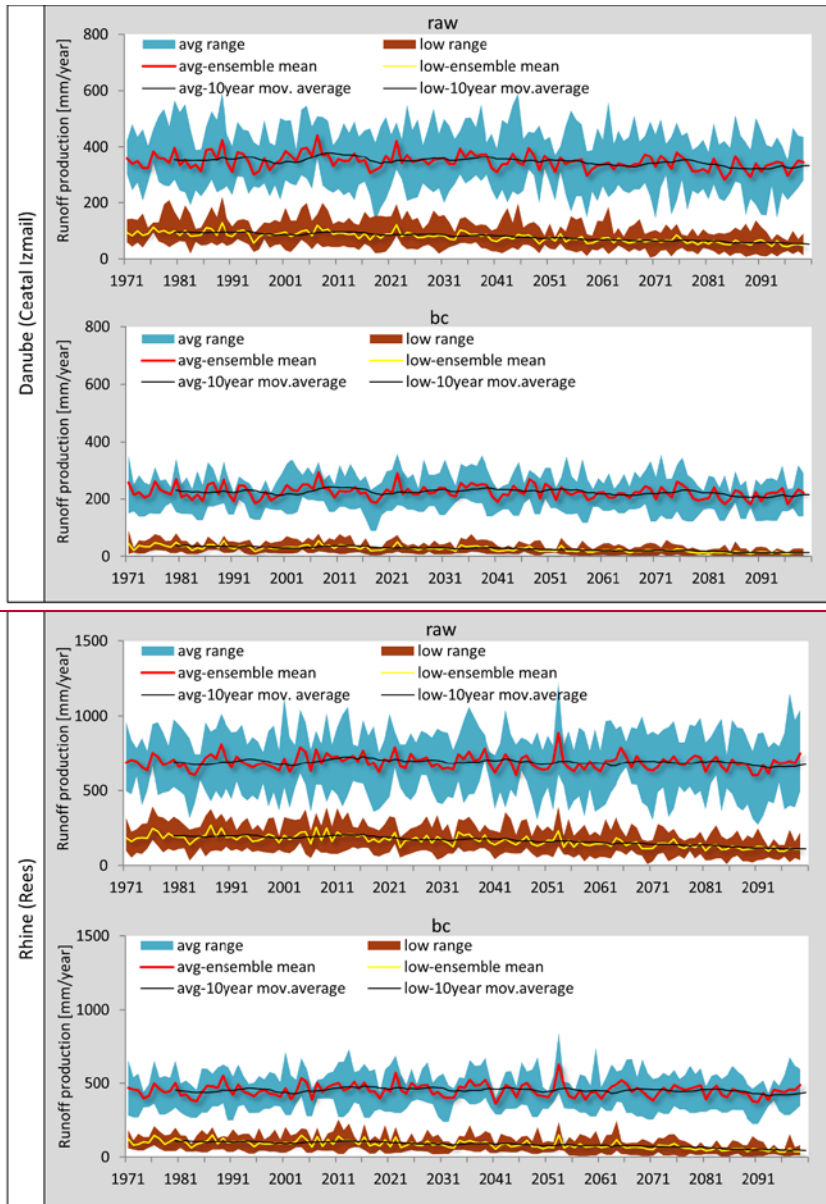 Danube (Ceatal Izmail)
raw
Runoff production [mm/year]
800
600
400
200
0
avg range
low range
avg-ensemble mean
low-ensemble mean
avg-10year mov. average
low-10year mov.average
1971 1981 1991 2001 2011 2021 2031 2041 2051 2061 2071 2081 2091
bc
Runoff production [mm/year]
800
600
400
200
0
avg range
low range
avg-ensemble mean
low-ensemble mean
avg-10year mov.average
low-10year mov.average
1971 1981 1991 2001 2011 2021 2031 2041 2051 2061 2071 2081 2091
Rhine (Rees)
raw
Runoff production [mm/year]
1500
1000
500
0
avg range
low range
avg-ensemble mean
low-ensemble mean
avg-10year mov. average
low-10year mov.average
1971 1981 1991 2001 2011 2021 2031 2041 2051 2061 2071 2081 2091
bc
Runoff production [mm/year]
1500
1000
500
0
avg range
low range
avg-ensemble mean
low-ensemble mean
avg-10year mov.average
low-10year mov.average
1971 1981 1991 2001 2011 2021 2031 2041 2051 2061 2071 2081 2091